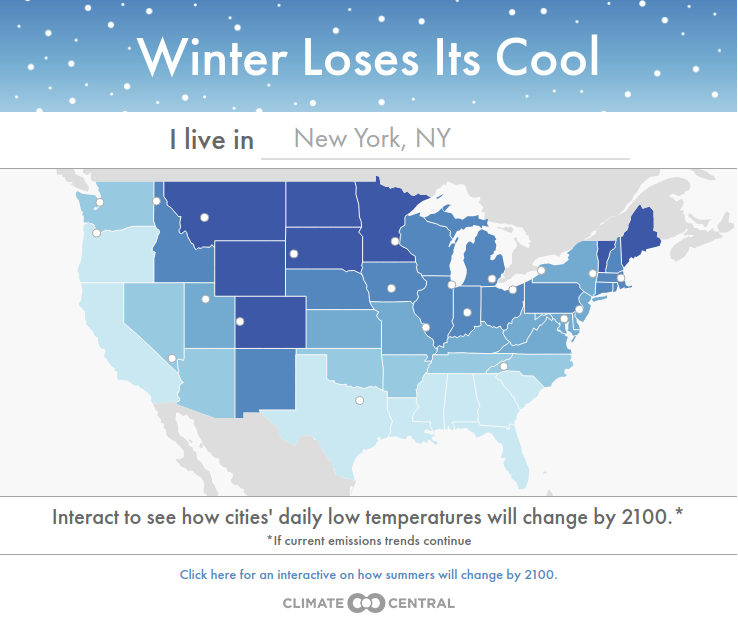 Winter Loses Its Cool
I live in New York, NY
Interact to see how cities' daily low temperatures will change by 2100.*
*If current emissions trends continue
Click here for an interactive on how summers will change by 2100.
CLIMATE CENTRAL